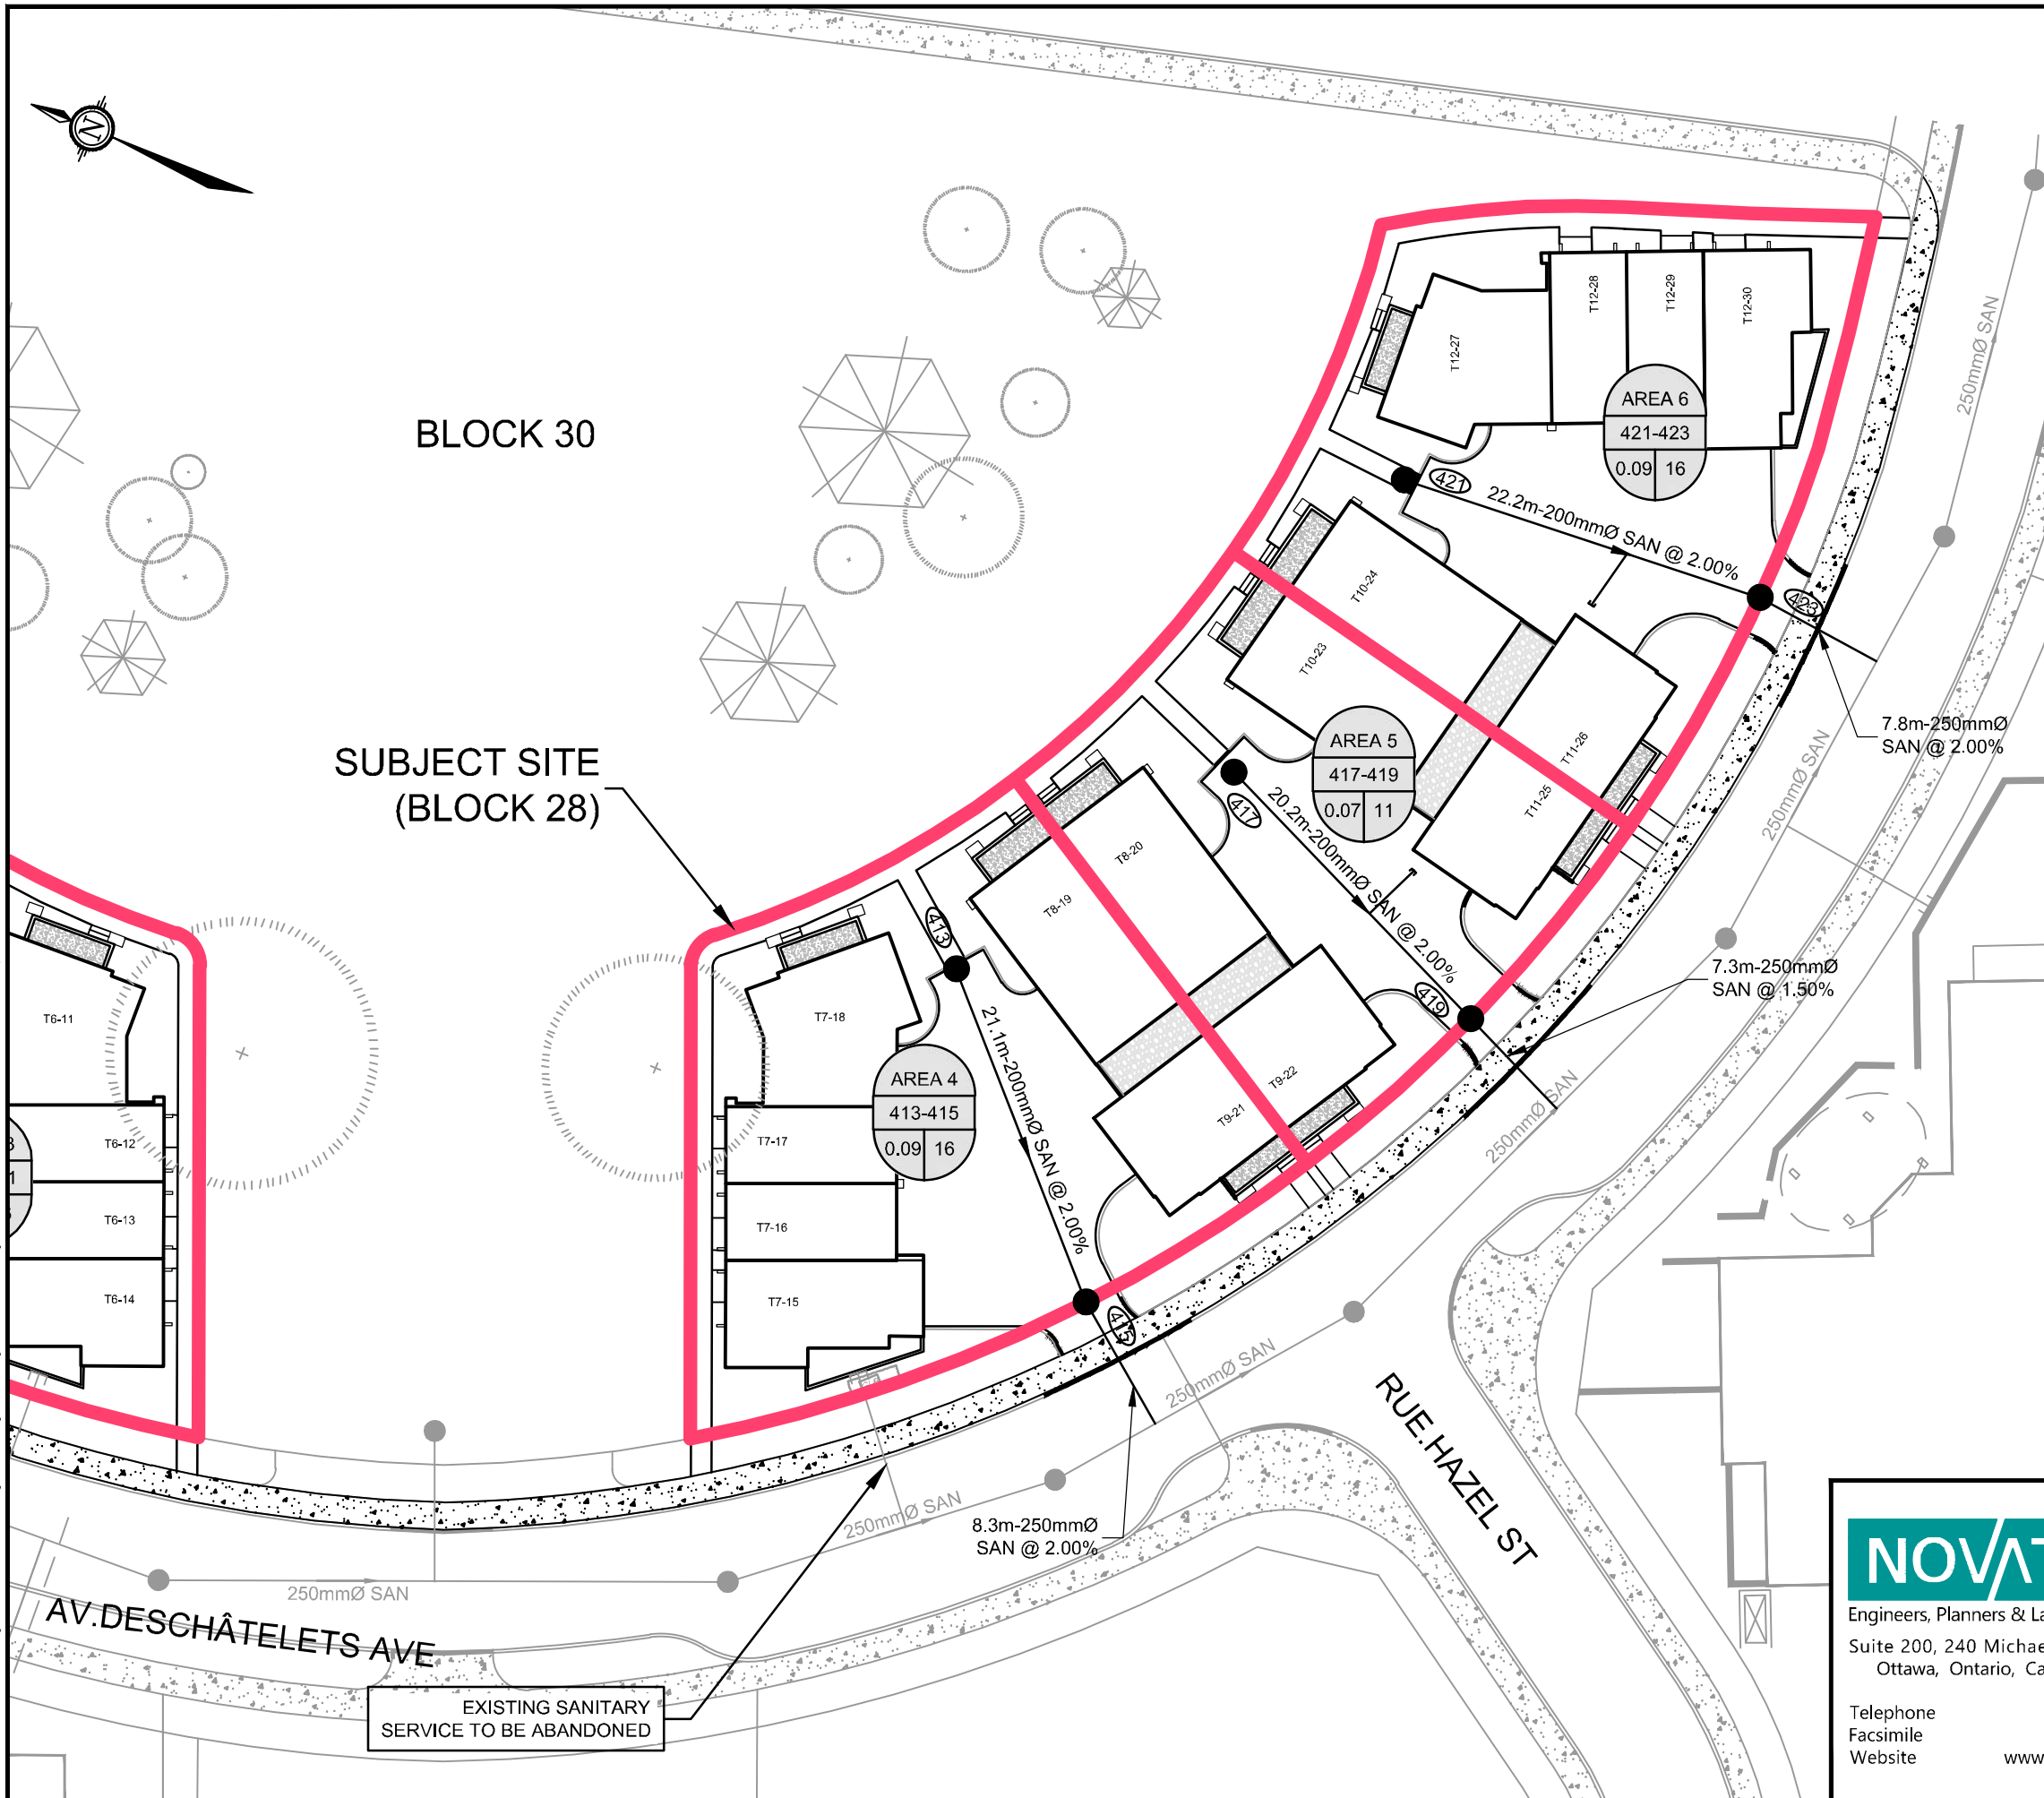 N
BLOCK 30
SUBJECT SITE
(BLOCK 28)
T12-27
T12-28
T12-29
T12-30
AREA 6
421-423
0.09 16
421
22.2m-200mmØ SAN @ 2.00%
423
7.8m-250mmØ
SAN @ 2.00%
250mmØ SAN
250mmØ SAN
T10-24
T10-23
T11-26
T11-25
AREA 5
417-419
0.07 11
417
20.2m-200mmØ SAN @ 2.00%
419
7.3m-250mmØ
SAN @ 1.50%
250mmØ SAN
T8-20
T8-19
T9-22
T9-21
413
T7-18
AREA 4
413-415
0.09 16
21.1m-200mmØ SAN @ 2.00%
415
T7-17
T7-16
T7-15
T6-11
T6-12
T6-13
T6-14
250mmØ SAN
250mmØ SAN
8.3m-250mmØ
SAN @ 2.00%
250mmØ SAN
RUE.HAZEL ST
AV.DESCHÂTELETS AVE
EXISTING SANITARY
SERVICE TO BE ABANDONED
NOVAT
Engineers, Planners & La
Suite 200, 240 Michae
Ottawa, Ontario, Ca
Telephone
Facsimile
Website www